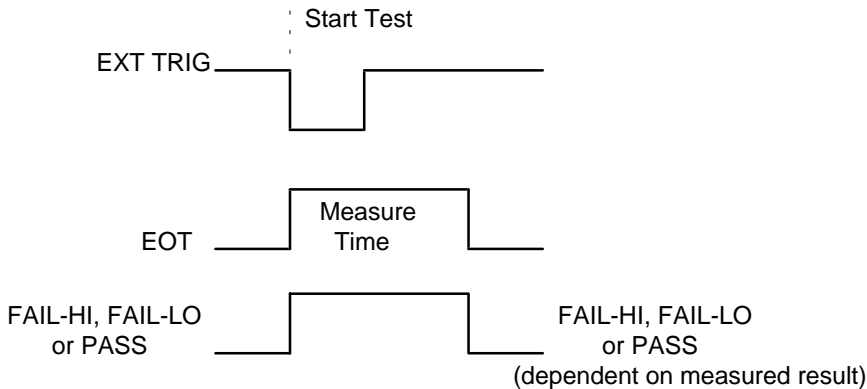 Start Test
EXT TRIG
Measure
Time
EOT
FAIL-HI, FAIL-LO
or PASS
FAIL-HI, FAIL-LO
or PASS
(dependent on measured result)